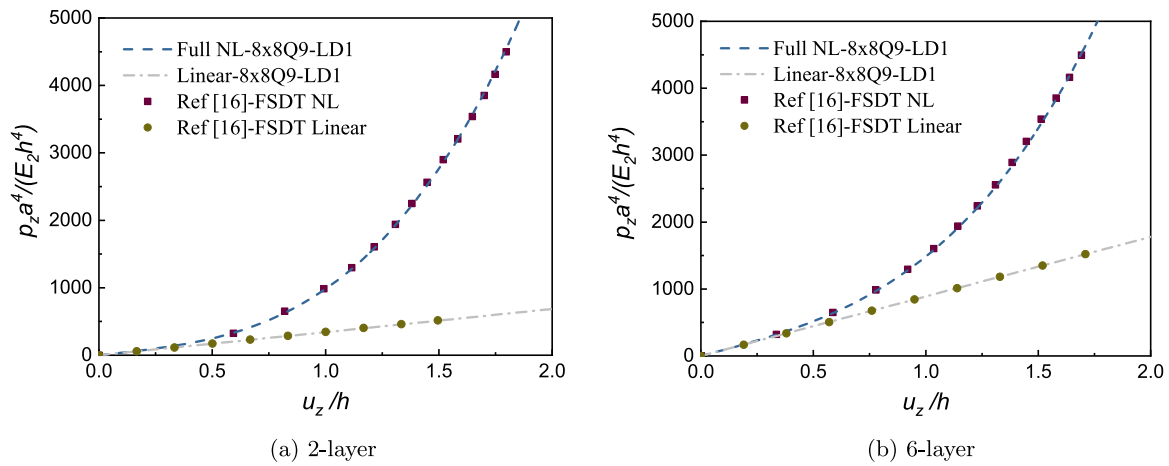 5000
4000
3000
2000
1000
0
p_z a^4/(E_2 h^4)
Full NL-8x8Q9-LD1
Linear-8x8Q9-LD1
Ref [16]-FSDT NL
Ref [16]-FSDT Linear
0.0 0.5 1.0 1.5 2.0
u_z /h
(a) 2-layer
5000
4000
3000
2000
1000
0
p_z a^4/(E_2 h^4)
Full NL-8x8Q9-LD1
Linear-8x8Q9-LD1
Ref [16]-FSDT NL
Ref [16]-FSDT Linear
0.0 0.5 1.0 1.5 2.0
u_z /h
(b) 6-layer